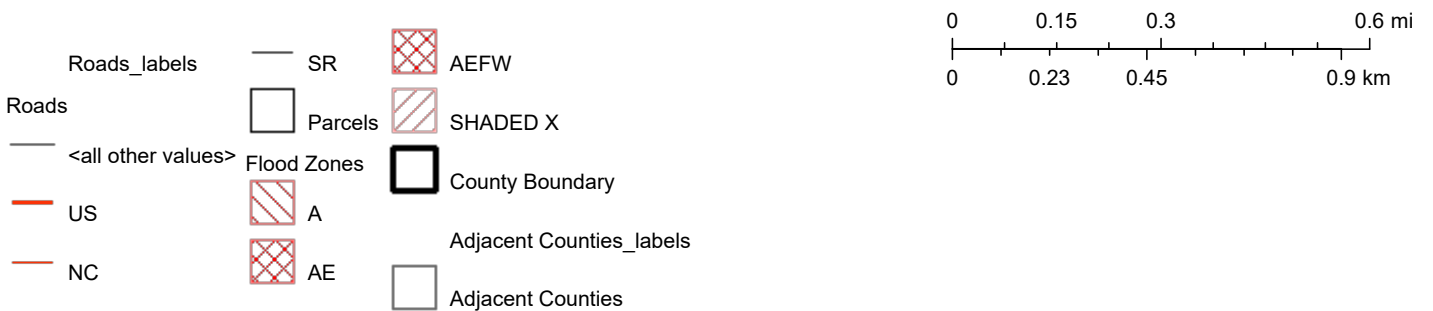 Roads_labels
Roads
<all other values>
US
NC
SR
Parcels
Flood Zones
A
AE
AEFW
SHADED X
County Boundary
Adjacent Counties_labels
Adjacent Counties
0 0.15 0.3 0.6 mi
0 0.23 0.45 0.9 km